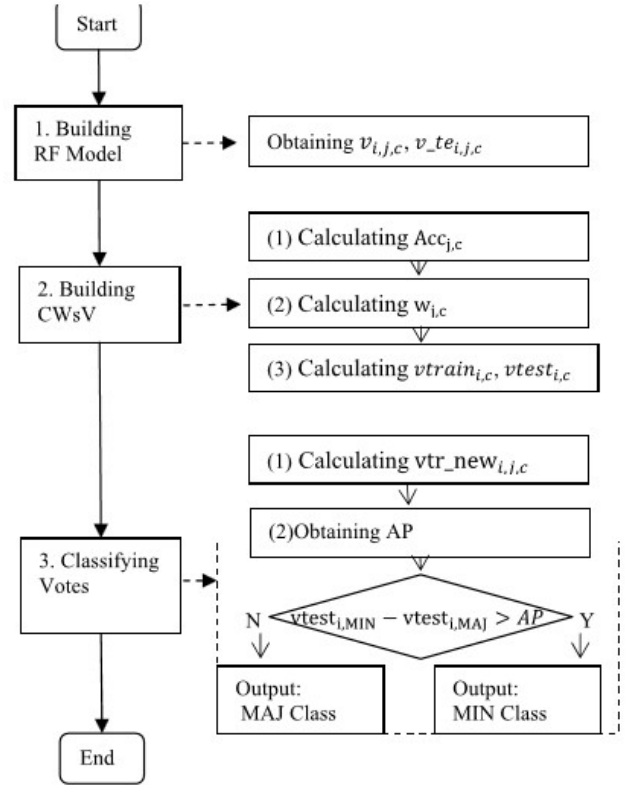 Start
1. Building
RF Model
Obtaining v_{i,j,c}, v_te_{i,j,c}
(1) Calculating Acc_{j,c}
2. Building
CWsV
(2) Calculating w_{j,c}
(3) Calculating vtrain_{i,c}, vtest_{i,c}
(1) Calculating vtr_new_{i,j,c}
(2)Obtaining AP
3. Classifying
Votes
N vtest_{i,MIN} − vtest_{i,MAJ} > AP Y
Output:
MAJ Class
Output:
MIN Class
End